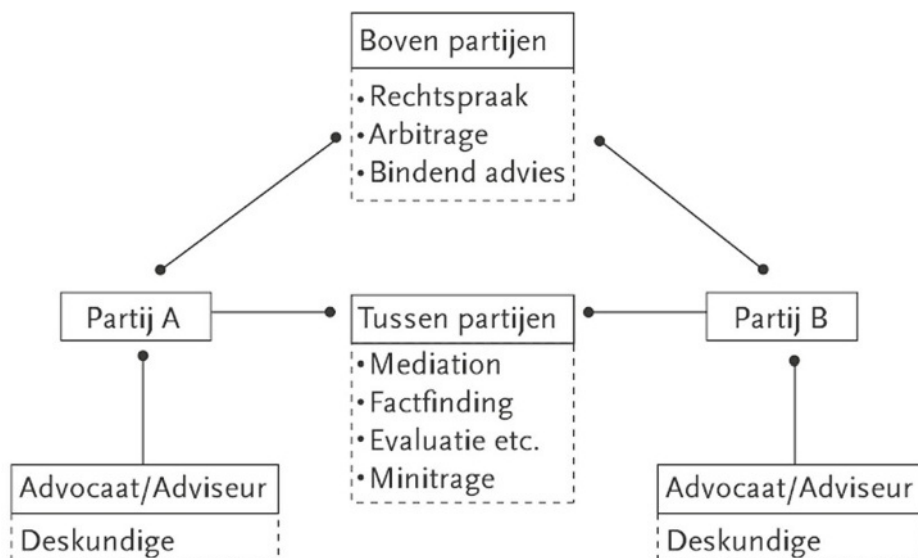 Boven partijen
• Rechtspraak
• Arbitrage
• Bindend advies
Partij A
Tussen partijen
Partij B
• Mediation
• Factfinding
• Evaluatie etc.
• Minitrage
Advocaat/Adviseur
Deskundige
Advocaat/Adviseur
Deskundige